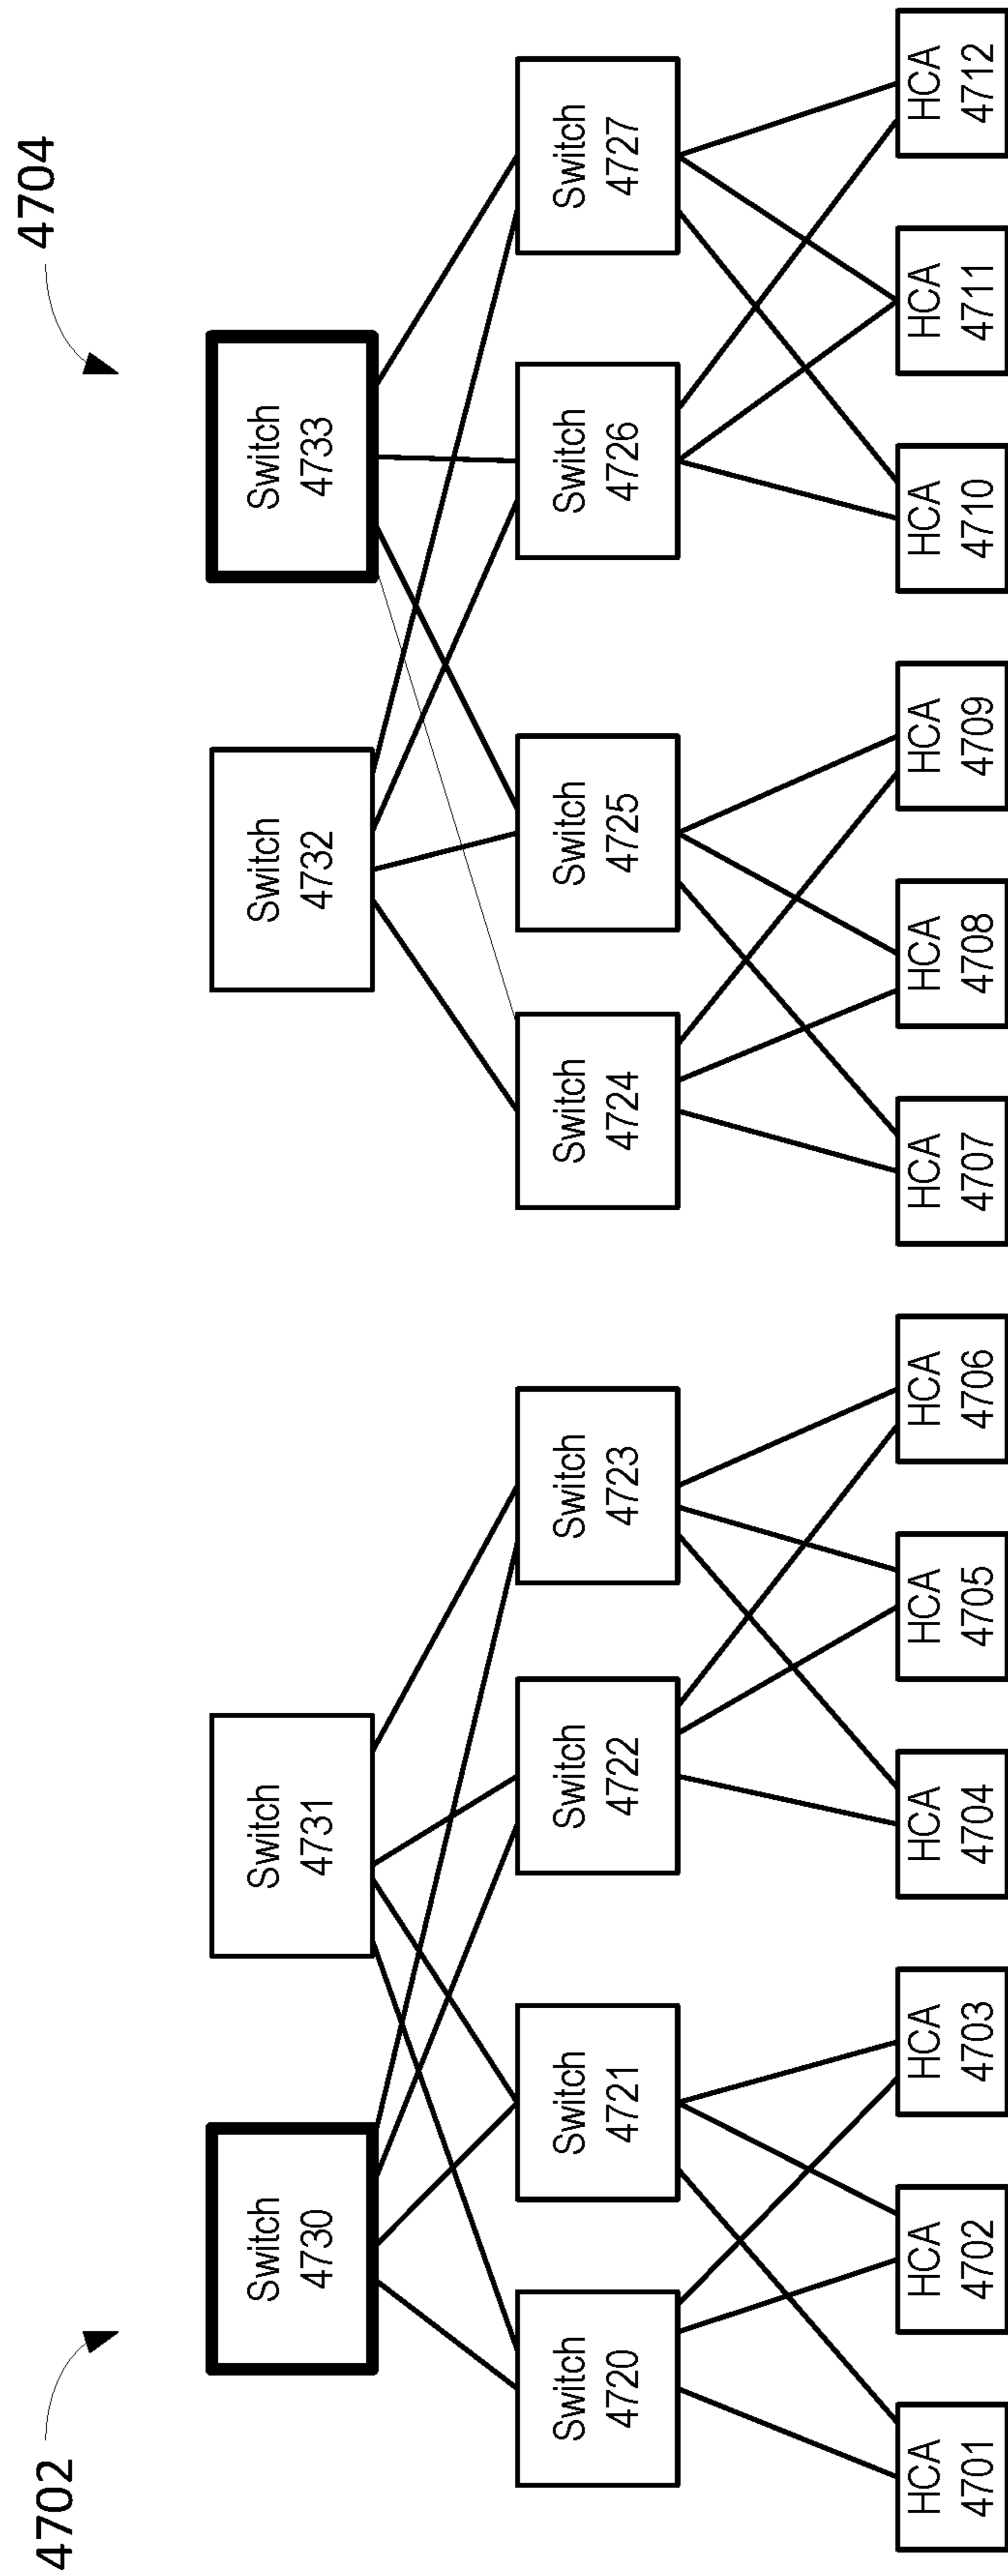 4702
4704
Switch
4730
Switch
4731
Switch
4732
Switch
4733
Switch
4720
Switch
4721
Switch
4722
Switch
4723
Switch
4724
Switch
4725
Switch
4726
Switch
4727
HCA
4701
HCA
4702
HCA
4703
HCA
4704
HCA
4705
HCA
4706
HCA
4707
HCA
4708
HCA
4709
HCA
4710
HCA
4711
HCA
4712